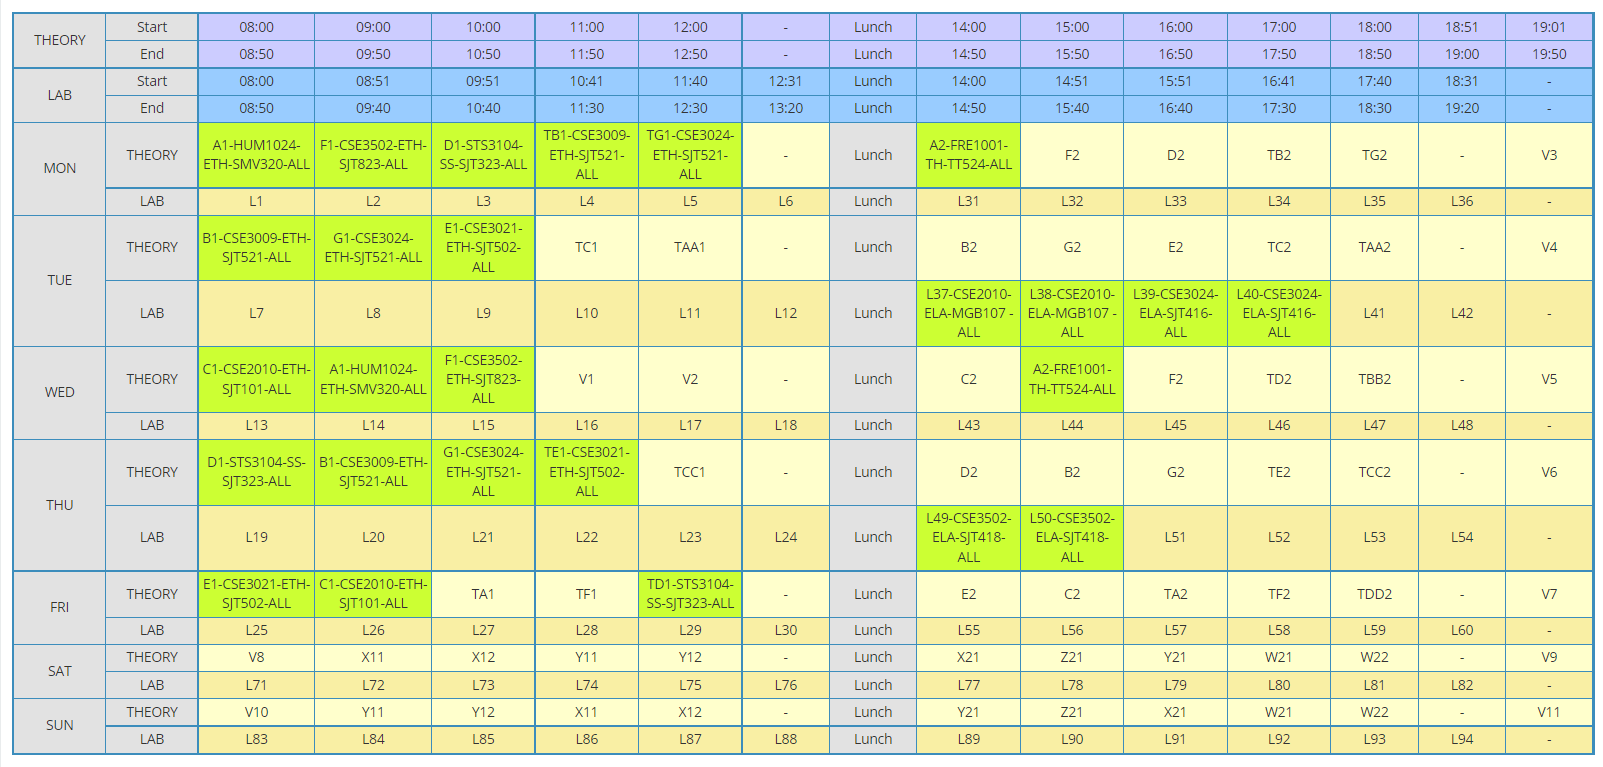 THEORY Start 08:00 09:00 10:00 11:00 12:00 - Lunch 14:00 15:00 16:00 17:00 18:00 18:51 19:01
End 08:50 09:50 10:50 11:50 12:50 - Lunch 14:50 15:50 16:50 17:50 18:50 19:00 19:50
LAB Start 08:00 08:51 09:51 10:41 11:40 12:31 Lunch 14:00 14:51 15:51 16:41 17:40 18:31 -
End 08:50 09:40 10:40 11:30 12:30 13:20 Lunch 14:50 15:40 16:40 17:30 18:30 19:20 -
MON THEORY A1-HUM1024-ETH-SMV320-ALL F1-CSE3502-ETH-SJT823-ALL D1-STS3104-SS-SJT323-ALL TB1-CSE3009-ETH-SJT521-ALL TG1-CSE3024-ETH-SJT521-ALL - Lunch A2-FRE1001-TH-TT524-ALL F2 D2 TB2 TG2 - V3
LAB L1 L2 L3 L4 L5 L6 Lunch L31 L32 L33 L34 L35 L36 -
TUE THEORY B1-CSE3009-ETH-SJT521-ALL G1-CSE3024-ETH-SJT521-ALL E1-CSE3021-ETH-SJT502-ALL TC1 TAA1 - Lunch B2 G2 E2 TC2 TAA2 - V4
LAB L7 L8 L9 L10 L11 L12 Lunch L37-CSE2010-ELA-MGB107 -ALL L38-CSE2010-ELA-MGB107 -ALL L39-CSE3024-ELA-SJT416-ALL L40-CSE3024-ELA-SJT416-ALL L41 L42 -
WED THEORY C1-CSE2010-ETH-SJT101-ALL A1-HUM1024-ETH-SMV320-ALL F1-CSE3502-ETH-SJT823-ALL V1 V2 - Lunch C2 A2-FRE1001-TH-TT524-ALL F2 TD2 TBB2 - V5
LAB L13 L14 L15 L16 L17 L18 Lunch L43 L44 L45 L46 L47 L48 -
THU THEORY D1-STS3104-SS-SJT323-ALL B1-CSE3009-ETH-SJT521-ALL G1-CSE3024-ETH-SJT521-ALL TE1-CSE3021-ETH-SJT502-ALL TCC1 - Lunch D2 B2 G2 TE2 TCC2 - V6
LAB L19 L20 L21 L22 L23 L24 Lunch L49-CSE3502-ELA-SJT418-ALL L50-CSE3502-ELA-SJT418-ALL L51 L52 L53 L54 -
FRI THEORY E1-CSE3021-ETH-SJT502-ALL C1-CSE2010-ETH-SJT101-ALL TA1 TF1 TD1-STS3104-SS-SJT323-ALL - Lunch E2 C2 TA2 TF2 TDD2 - V7
LAB L25 L26 L27 L28 L29 L30 Lunch L55 L56 L57 L58 L59 L60 -
SAT THEORY V8 X11 X12 Y11 Y12 - Lunch X21 Z21 Y21 W21 W22 - V9
LAB L71 L72 L73 L74 L75 L76 Lunch L77 L78 L79 L80 L81 L82 -
SUN THEORY V10 Y11 Y12 X11 X12 - Lunch Y21 Z21 X21 W21 W22 - V11
LAB L83 L84 L85 L86 L87 L88 Lunch L89 L90 L91 L92 L93 L94 -